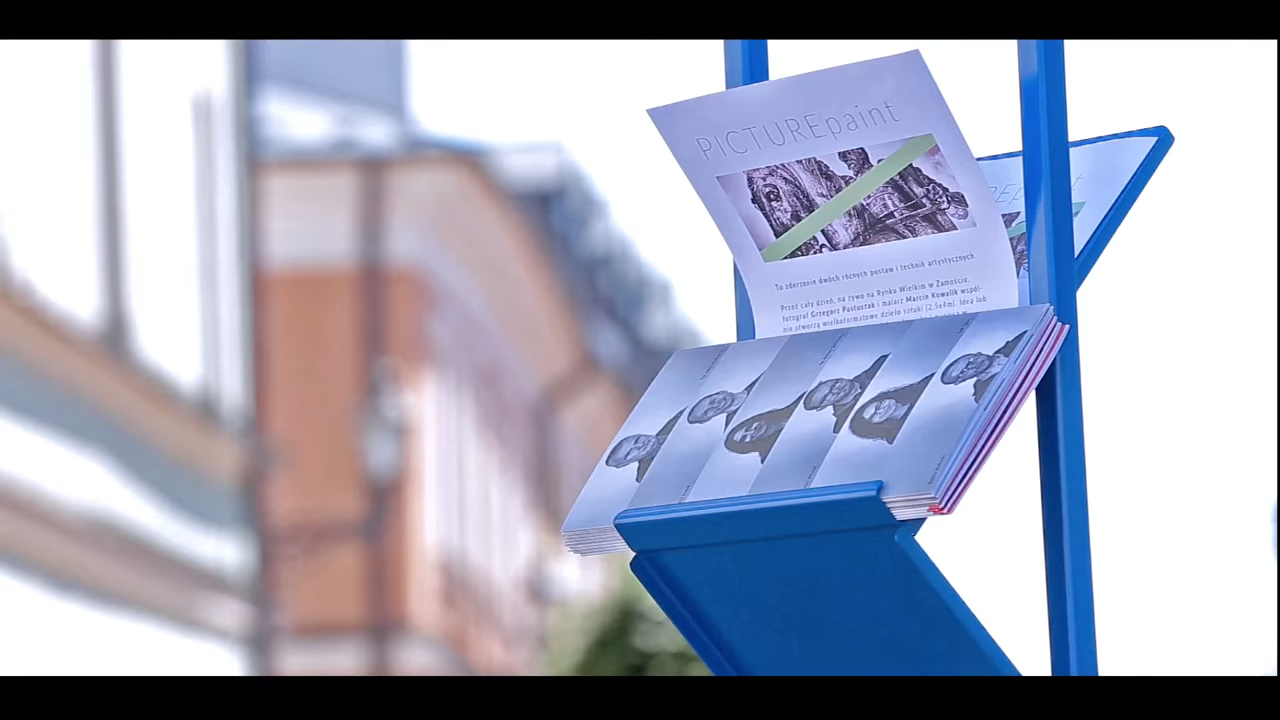 PICTUREpaint
To zderzenie dwóch różnych postaw i technik artystycznych
Przez cały dzień, na żywo na Rynku Wielkim w Zamościu,
fotograf Grzegorz Pastuszak i malarz Marcin Kowalik wspól-
nie stworzą wielkoformatowe dzieło sztuki (2.5x4m). Ideą lub